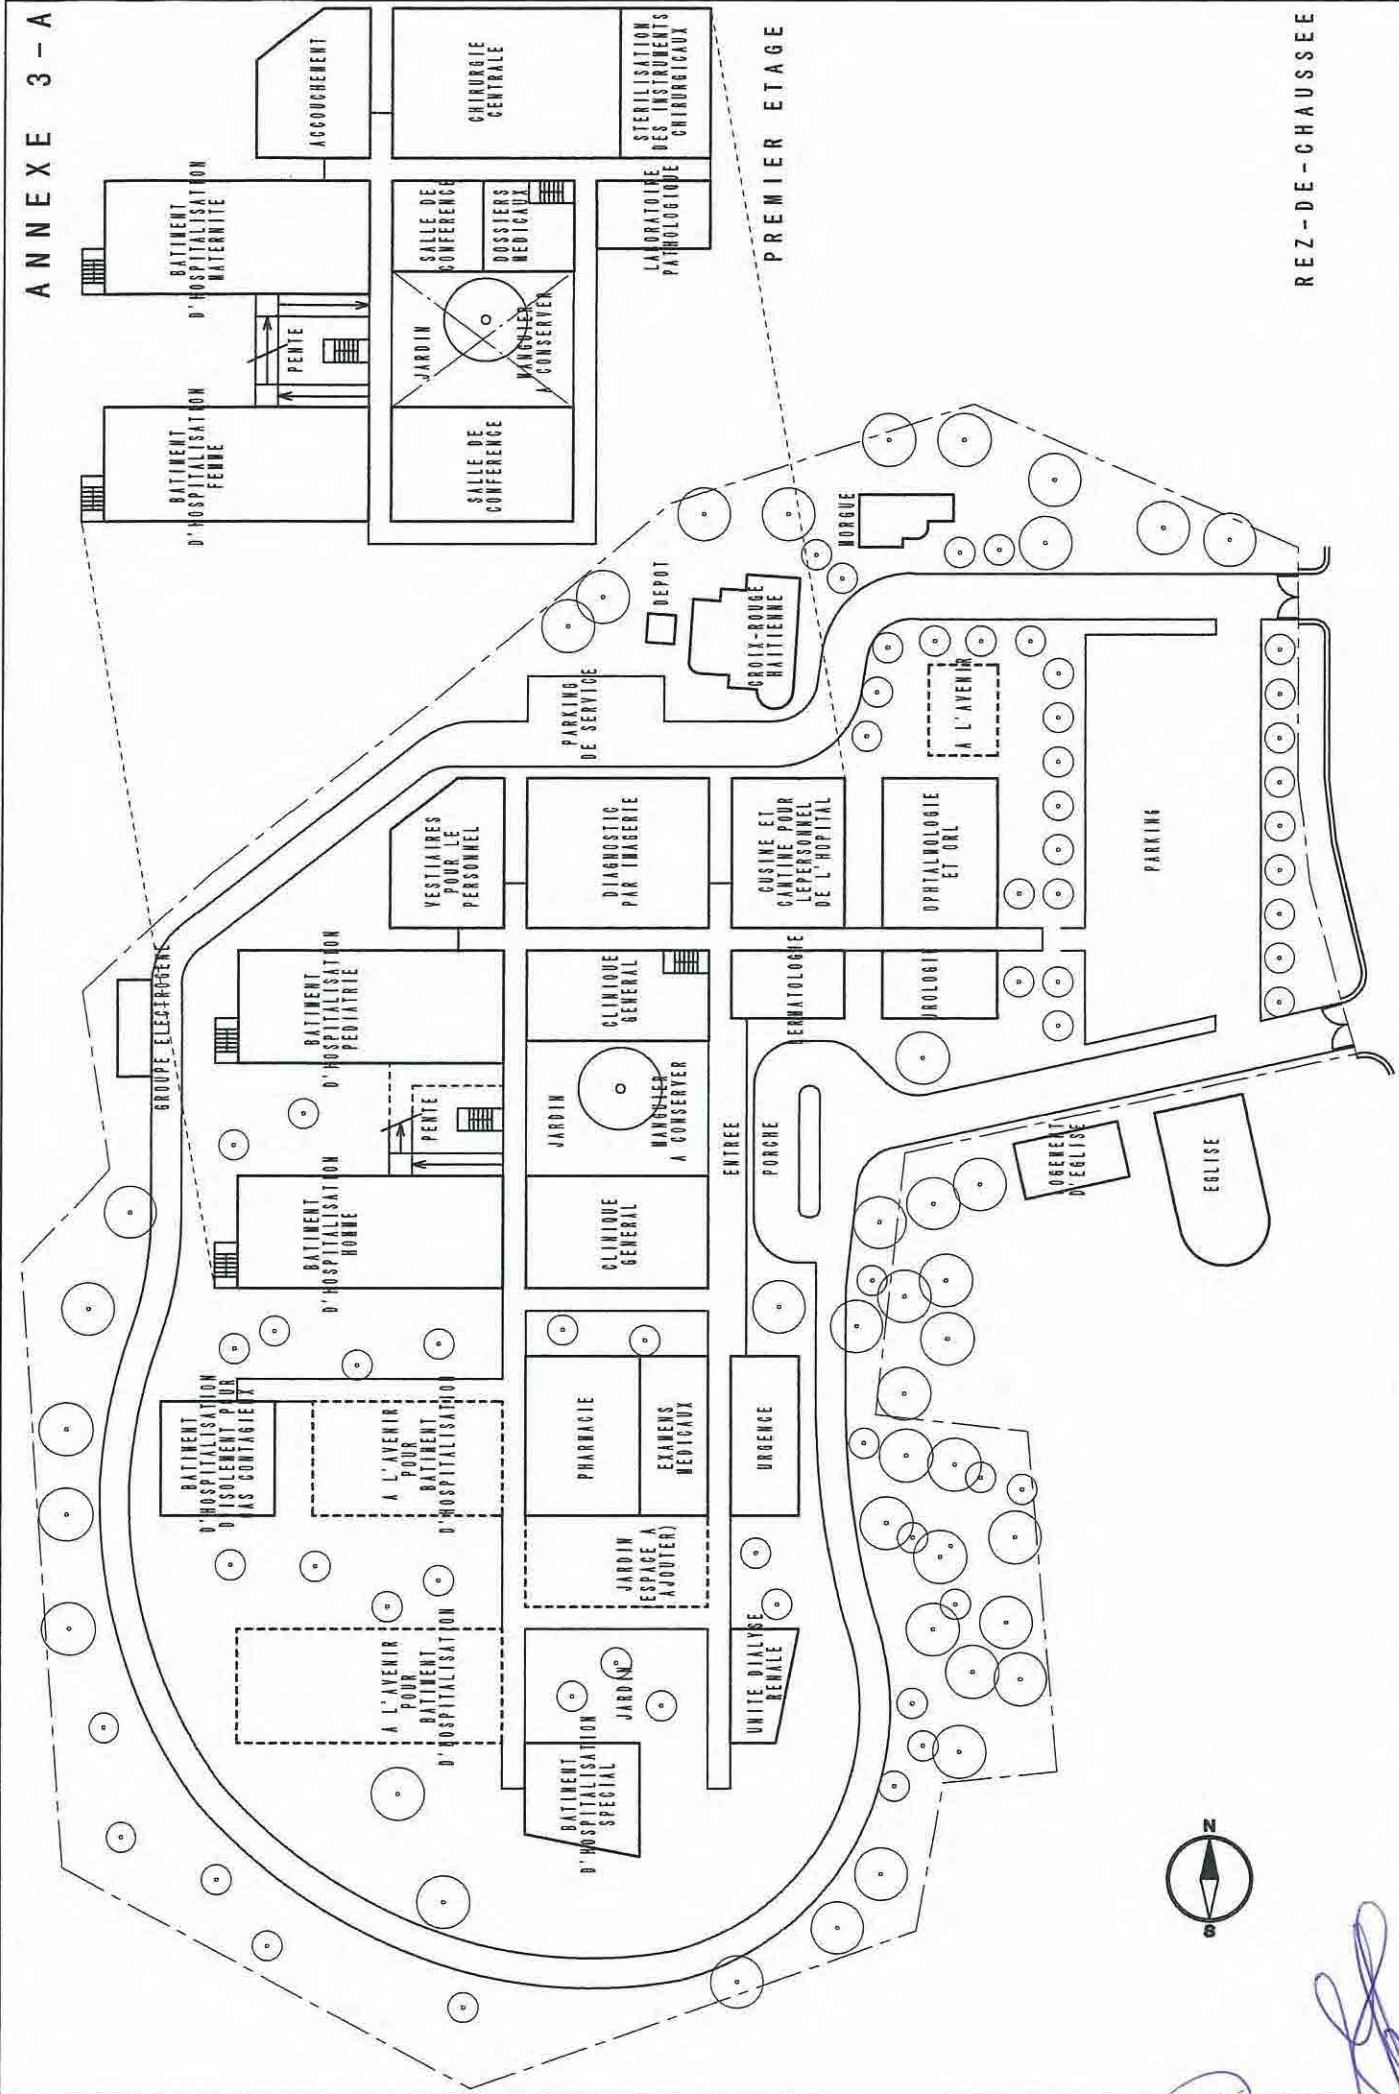 ANNEXE 3-A
ACCOUCHEMENT
CHIRURGIE
CENTRALE
STERILISATION
DES INSTRUMENTS
CHIRURGICAUX
BATIMENT
D'HOSPITALISATION
MATERNITE
SALLE DE
CONFERENCE
DOSSIERS
MEDICAUX
LABORATOIRE
PATHOLOGIQUE
PENTE
JARDIN
MANGUIER
A CONSERVER
BATIMENT
D'HOSPITALISATION
FEMME
SALLE DE
CONFERENCE
PREMIER ETAGE
REZ-DE-CHAUSSEE
MORGUE
DEPOT
CROIX-ROUGE
HAITIENNE
PARKING
DE SERVICE
A L'AVENIR
VESTIAIRES
POUR LE
PERSONNEL
DIAGNOSTIC
PAR IMAGERIE
CUSINE ET
CANTINE POUR
LEPERSONNEL
DE L'HOPITAL
OPHTALMOLOGIE
ET ORL
PARKING
GROUPE ELECTROGENE
BATIMENT
D'HOSPITALISATION
PEDIATRIE
CLINIQUE
GENERAL
DERMATOLOGIE
UROLOGIE
PENTE
JARDIN
MANGUIER
A CONSERVER
ENTREE
PORCHE
LOGEMENT
D'EGLISE
EGLISE
BATIMENT
D'HOSPITALISATION
HOMME
CLINIQUE
GENERAL
BATIMENT
D'HOSPITALISATION
D'ISOLEMENT POUR
CAS CONTAGIEUX
A L'AVENIR
POUR
BATIMENT
D'HOSPITALISATION
PHARMACIE
EXAMENS
MEDICAUX
URGENCE
JARDIN
(ESPACE A
AJOUTER)
A L'AVENIR
POUR
BATIMENT
D'HOSPITALISATION
JARDIN
UNITE DIALYSE
RENALE
BATIMENT
D'HOSPITALISATION
SPECIAL
N
S